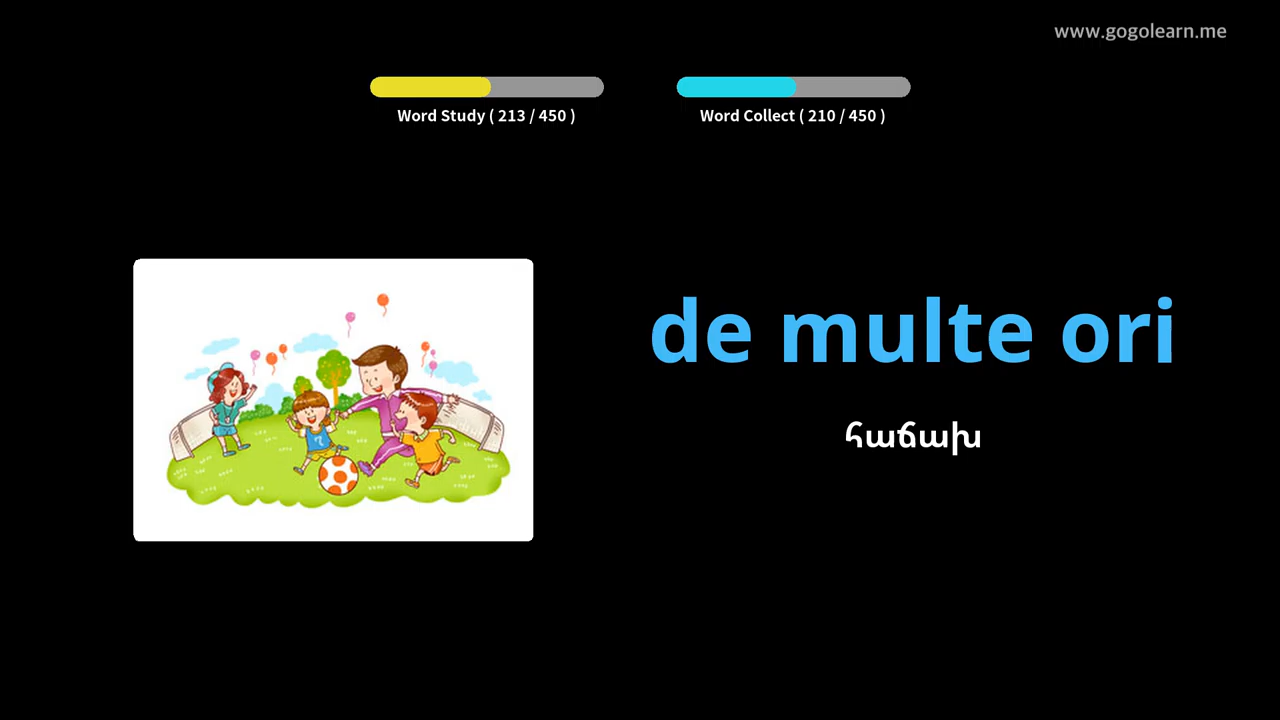 www.gogolearn.me
Word Study ( 213 / 450 )
Word Collect ( 210 / 450 )
de multe ori
հաճախ